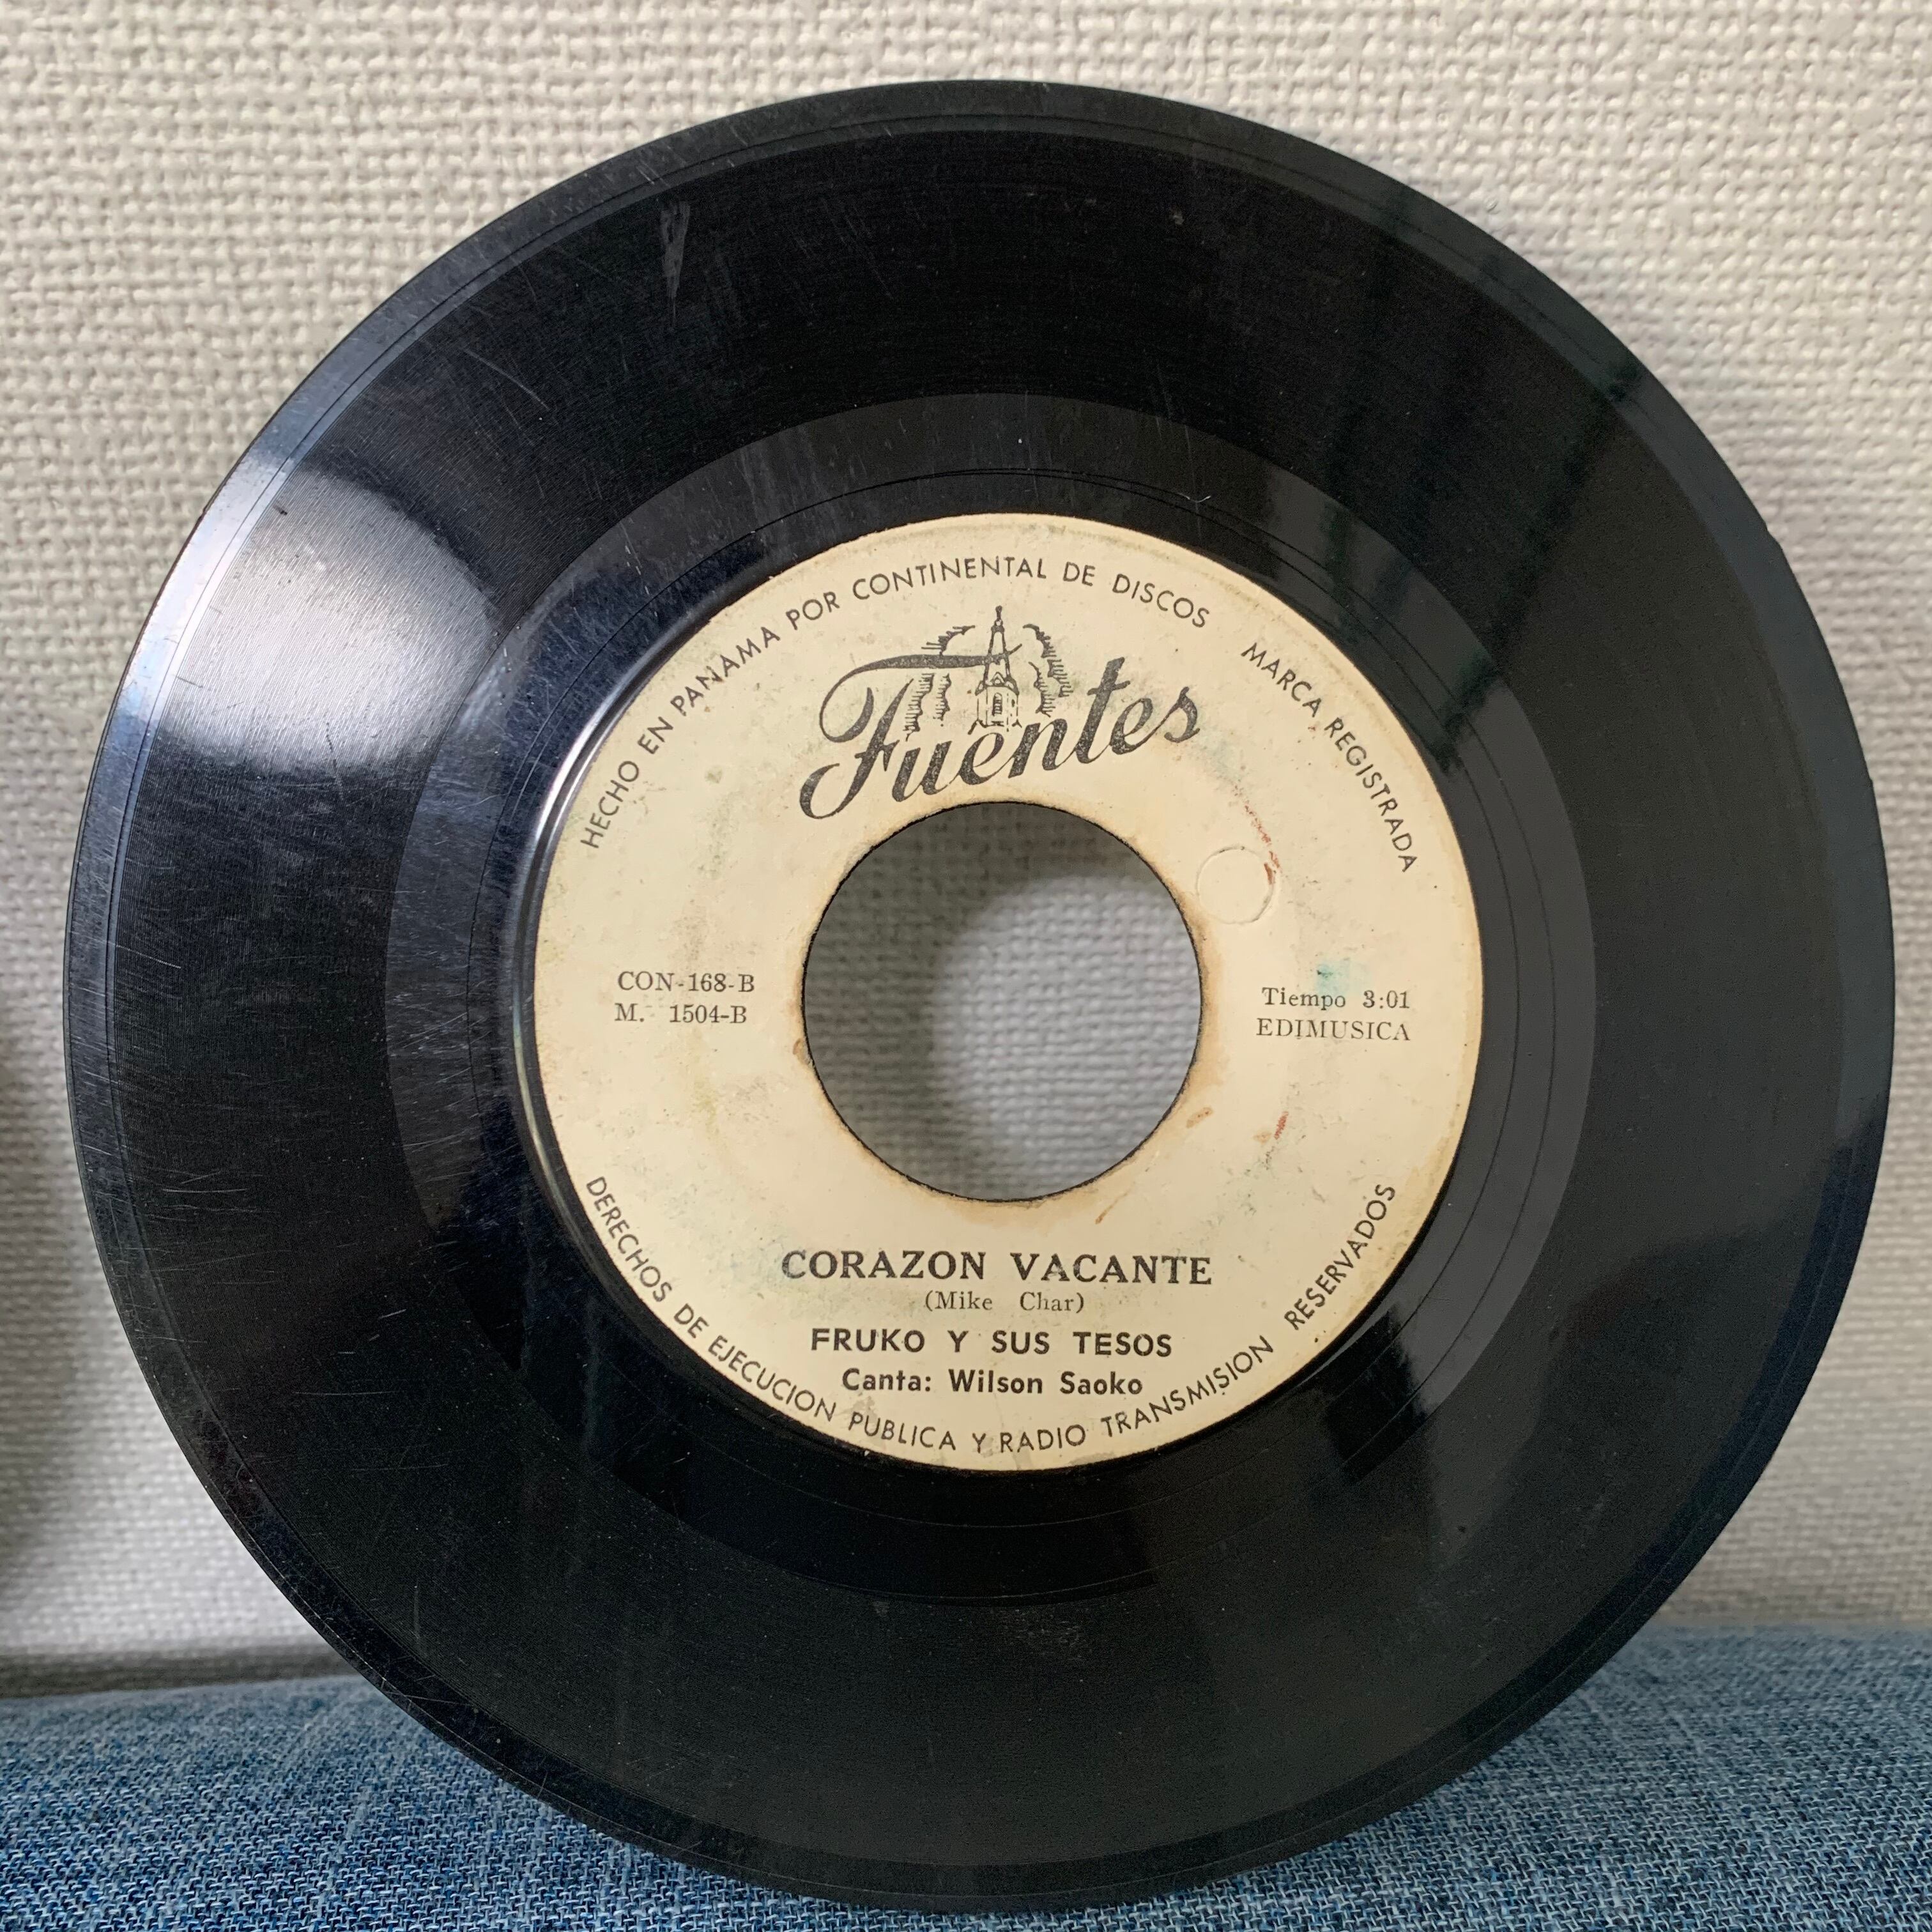 HECHO EN PANAMA POR CONTINENTAL DE DISCOS MARCA REGISTRADA
Fuentes
CON-168-B
M. 1504-B
Tiempo 3:01
EDIMUSICA
CORAZON VACANTE
(Mike Char)
FRUKO Y SUS TESOS
Canta: Wilson Saoko
DERECHOS DE EJECUCION PUBLICA Y RADIO TRANSMISION RESERVADOS